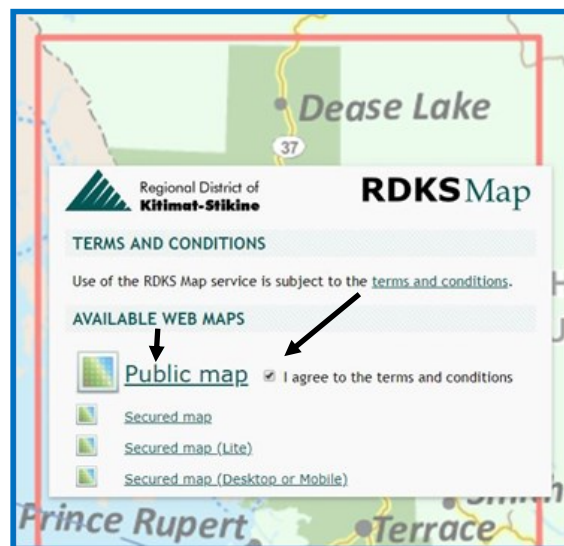 Dease Lake
37
Regional District of
Kitimat-Stikine
RDKS Map
TERMS AND CONDITIONS
Use of the RDKS Map service is subject to the terms and conditions.
AVAILABLE WEB MAPS
Public map I agree to the terms and conditions
Secured map
Secured map (Lite)
Secured map (Desktop or Mobile)
Prince Rupert
Terrace